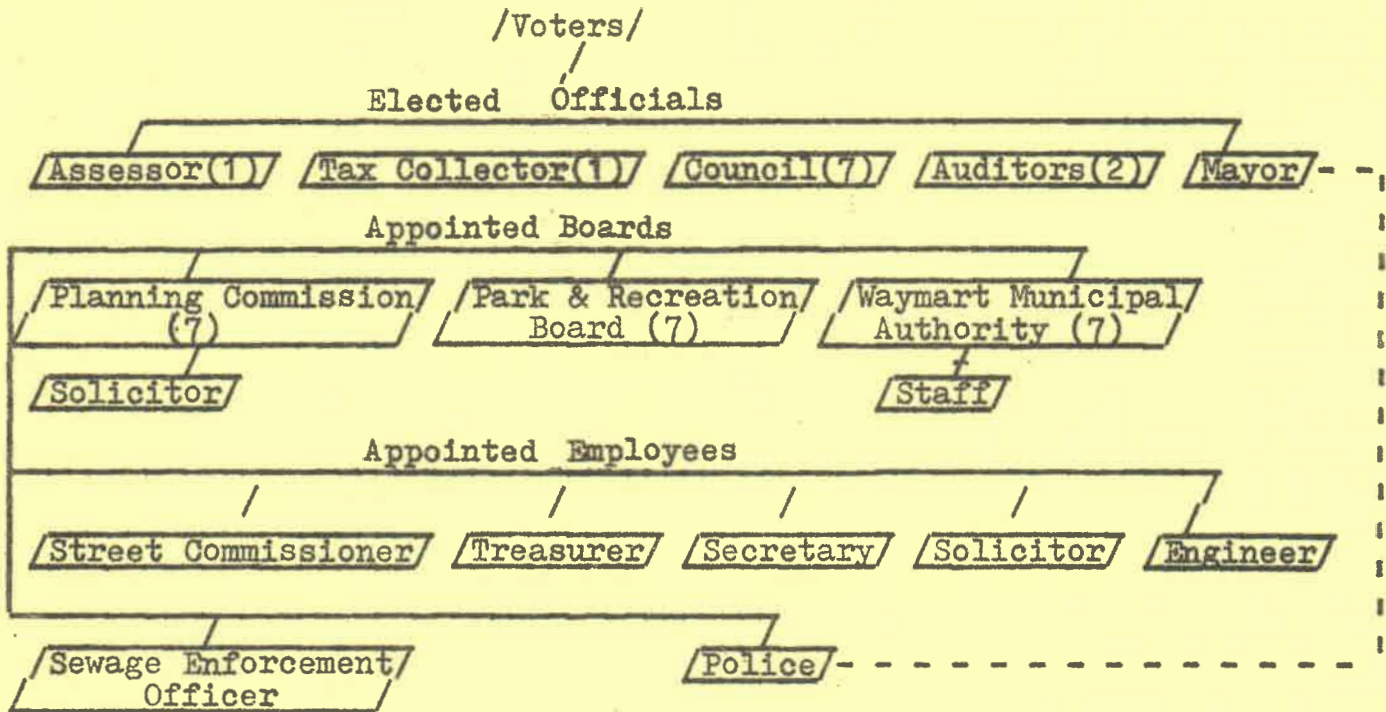 /Voters/
Elected Officials
/Assessor(1)/ /Tax Collector(1)/ /Council(7)/ /Auditors(2)/ /Mayor/
Appointed Boards
/Planning Commission/ /Park & Recreation/ /Waymart Municipal/
(7) Board (7) Authority (7)
/Solicitor/ /Staff/
Appointed Employees
/Street Commissioner/ /Treasurer/ /Secretary/ /Solicitor/ /Engineer/
/Sewage Enforcement/ /Police/
Officer